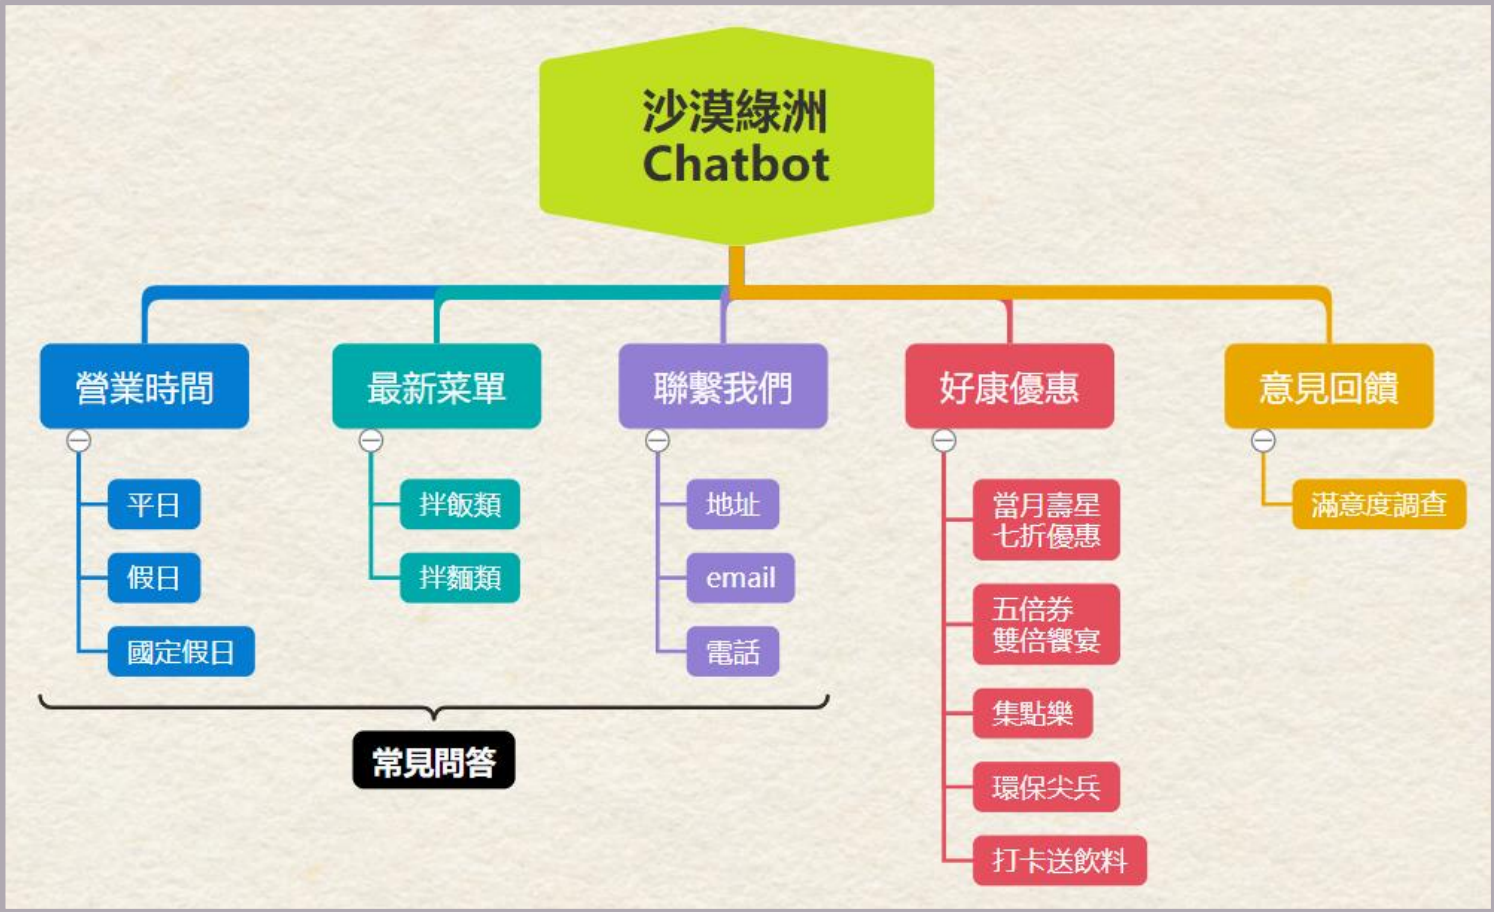 沙漠綠洲
Chatbot
營業時間
平日
假日
國定假日
最新菜單
拌飯類
拌麵類
聯繫我們
地址
email
電話
常見問答
好康優惠
當月壽星
七折優惠
五倍券
雙倍饗宴
集點樂
環保尖兵
打卡送飲料
意見回饋
滿意度調查